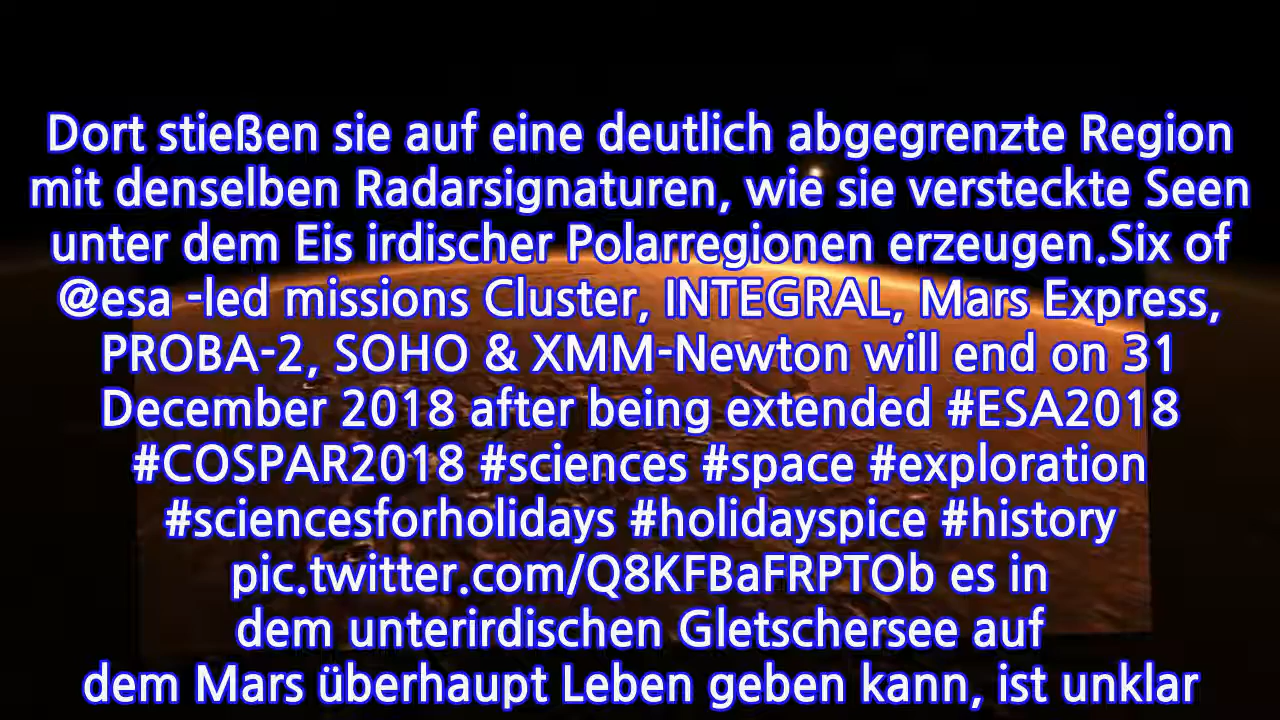 Dort stießen sie auf eine deutlich abgegrenzte Region
mit denselben Radarsignaturen, wie sie versteckte Seen
unter dem Eis irdischer Polarregionen erzeugen.Six of
@esa -led missions Cluster, INTEGRAL, Mars Express,
PROBA-2, SOHO & XMM-Newton will end on 31
December 2018 after being extended #ESA2018
#COSPAR2018 #sciences #space #exploration
#sciencesforholidays #holidayspice #history
pic.twitter.com/Q8KFBaFRPTOb es in
dem unterirdischen Gletschersee auf
dem Mars überhaupt Leben geben kann, ist unklar